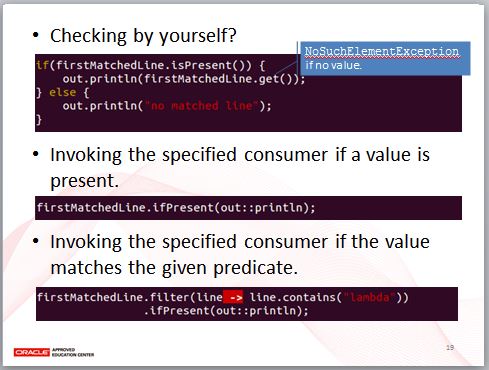 • Checking by yourself?
NoSuchElementException
if no value.
if(firstMatchedLine.isPresent()) {
    out.println(firstMatchedLine.get());
} else {
    out.println("no matched line");
}
• Invoking the specified consumer if a value is
present.
firstMatchedLine.ifPresent(out::println);
• Invoking the specified consumer if the value
matches the given predicate.
firstMatchedLine.filter(line -> line.contains("lambda"))
                .ifPresent(out::println);
ORACLE APPROVED
EDUCATION CENTER
19